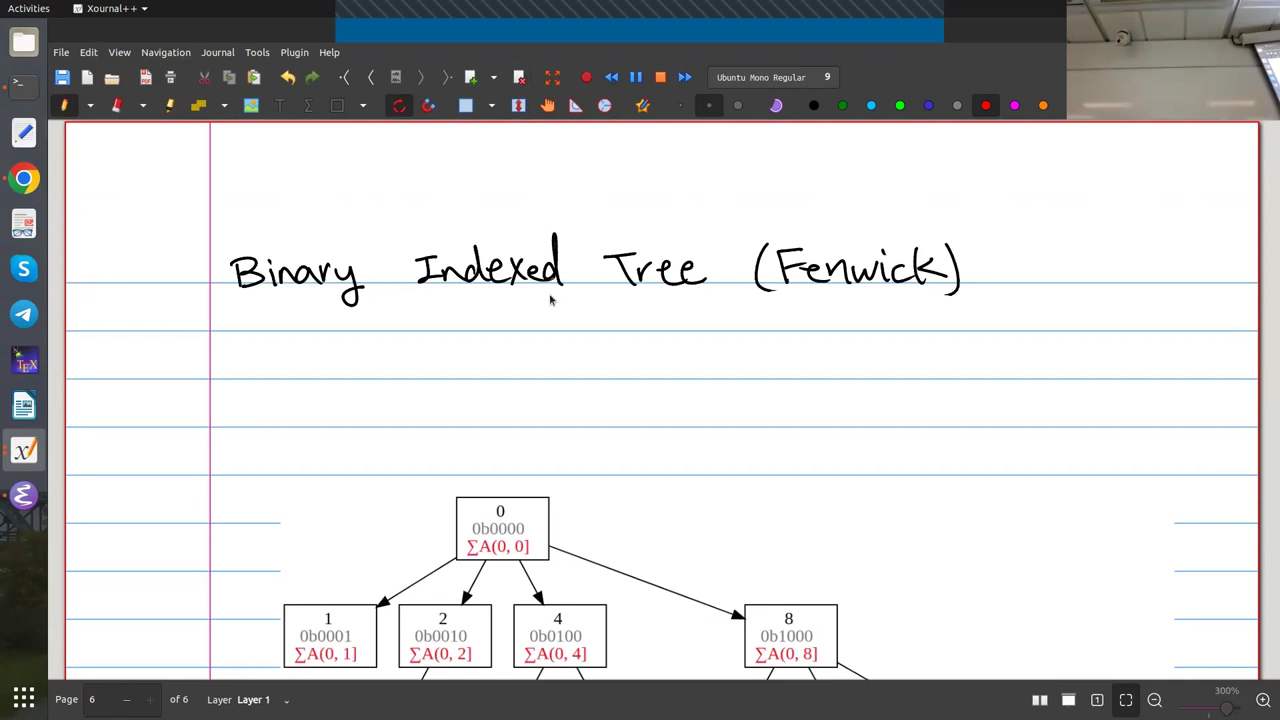 Activities Xournal++
File Edit View Navigation Journal Tools Plugin Help
Ubuntu Mono Regular 9
Binary Indexed Tree (Fenwick)
0
0b0000
∑A(0, 0]
1 2 4 8
0b0001 0b0010 0b0100 0b1000
∑A(0, 1] ∑A(0, 2] ∑A(0, 4] ∑A(0, 8]
Page 6 of 6 Layer Layer 1 300%